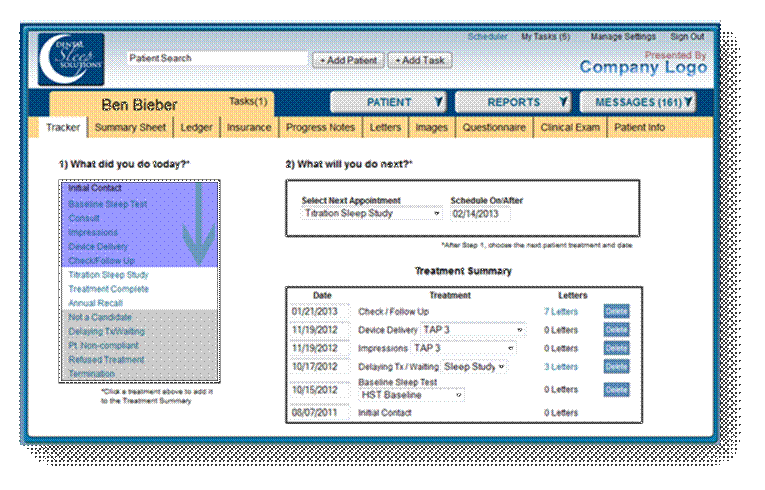 DENTAL
Sleep
SOLUTIONS
Patient Search
+ Add Patient
+ Add Task
Scheduler My Tasks (5) Manage Settings Sign Out
Presented By
Company Logo
Ben Bieber Tasks(1) PATIENT REPORTS MESSAGES (161)
Tracker Summary Sheet Ledger Insurance Progress Notes Letters Images Questionnaire Clinical Exam Patient Info
1) What did you do today?*
Initial Contact
Baseline Sleep Test
Consult
Impressions
Device Delivery
Check/Follow Up
Titration Sleep Study
Treatment Complete
Annual Recall
Not a Candidate
Delaying Tx/Waiting
Pt. Non-compliant
Refused Treatment
Termination
*Click a treatment above to add it
to the Treatment Summary
2) What will you do next?*
Select Next Appointment Schedule On/After
Titration Sleep Study 02/14/2013
*After Step 1, choose the next patient treatment and date
Treatment Summary
Date Treatment Letters
01/21/2013 Check / Follow Up 7 Letters Delete
11/19/2012 Device Delivery TAP 3 0 Letters Delete
11/19/2012 Impressions TAP 3 0 Letters Delete
10/17/2012 Delaying Tx / Waiting Sleep Study 3 Letters Delete
10/15/2012 Baseline Sleep Test HST Baseline 0 Letters Delete
08/07/2011 Initial Contact 0 Letters